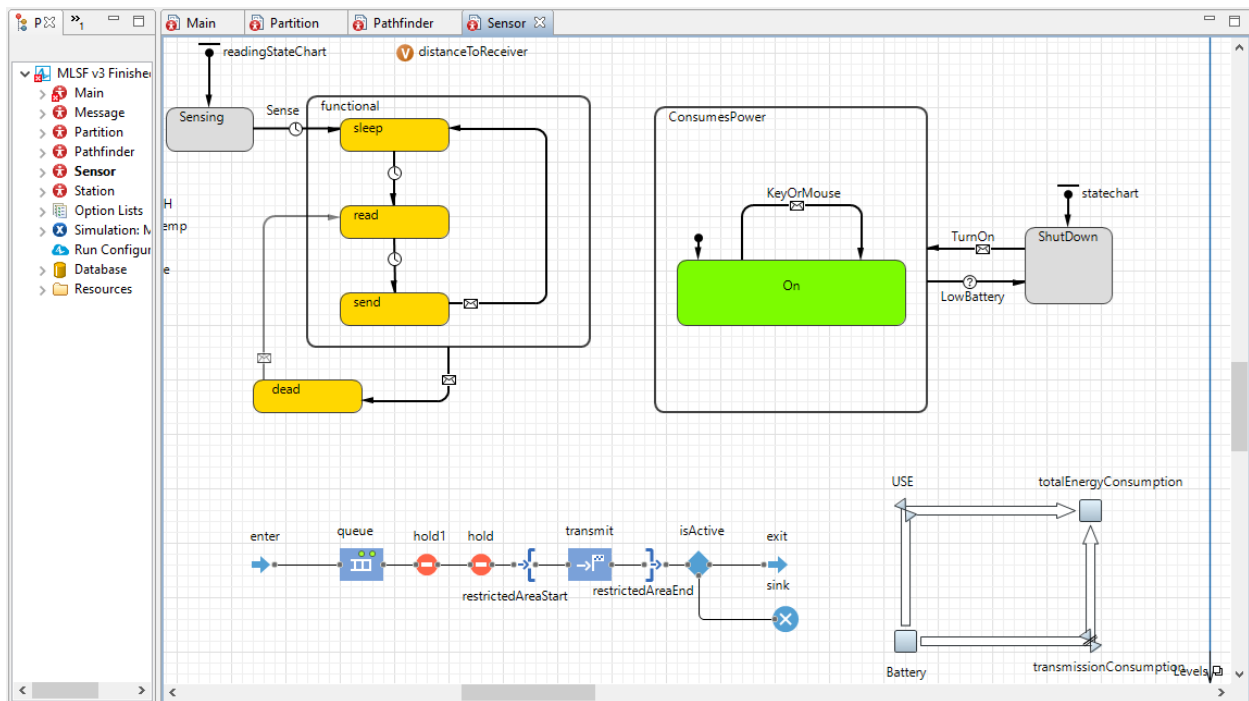 P
»1
Main
Partition
Pathfinder
Sensor
MLSF v3 Finishe
Main
Message
Partition
Pathfinder
Sensor
Station
Option Lists
Simulation: M
Run Configur
Database
Resources
readingStateChart
V
distanceToReceiver
Sensing
Sense
functional
sleep
read
send
dead
H
emp
e
ConsumesPower
KeyOrMouse
On
statechart
TurnOn
ShutDown
?
LowBattery
USE
totalEnergyConsumption
enter
queue
hold1
hold
transmit
isActive
exit
restrictedAreaStart
restrictedAreaEnd
sink
Battery
transmissionConsumption
Levels